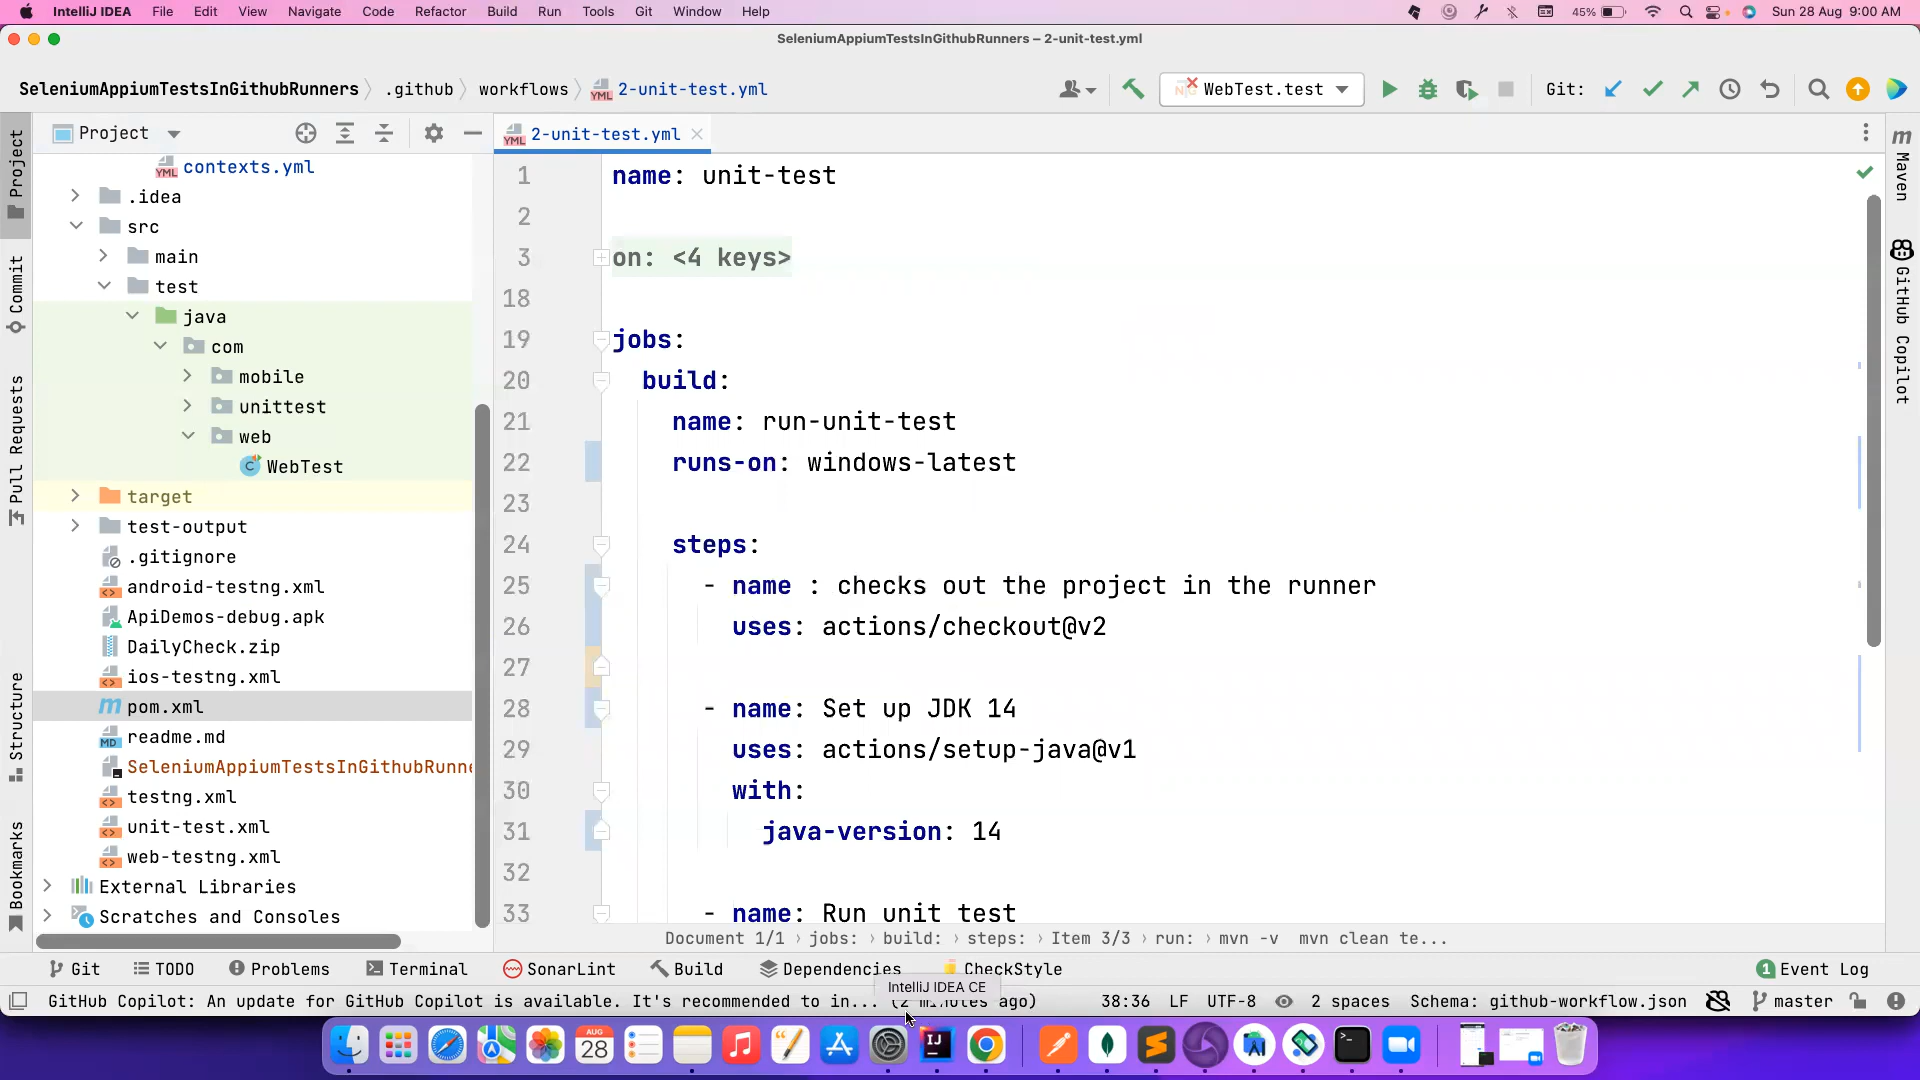 IntelliJ IDEA File Edit View Navigate Code Refactor Build Run Tools Git Window Help 45% Sun 28 Aug 9:00 AM
SeleniumAppiumTestsInGithubRunners – 2-unit-test.yml
SeleniumAppiumTestsInGithubRunners .github workflows 2-unit-test.yml WebTest.test Git:
Project
2-unit-test.yml
contexts.yml
.idea
src
main
test
java
com
mobile
unittest
web
WebTest
target
test-output
.gitignore
android-testng.xml
ApiDemos-debug.apk
DailyCheck.zip
ios-testng.xml
pom.xml
readme.md
SeleniumAppiumTestsInGithubRunne
testng.xml
unit-test.xml
web-testng.xml
External Libraries
Scratches and Consoles
1 name: unit-test
2
3 on: <4 keys>
18
19 jobs:
20 build:
21 name: run-unit-test
22 runs-on: windows-latest
23
24 steps:
25 - name : checks out the project in the runner
26 uses: actions/checkout@v2
27
28 - name: Set up JDK 14
29 uses: actions/setup-java@v1
30 with:
31 java-version: 14
32
33 - name: Run unit test
Document 1/1 › jobs: › build: › steps: › Item 3/3 › run: › mvn -v mvn clean te...
Project
Commit
Pull Requests
Structure
Bookmarks
Maven
GitHub Copilot
Git TODO Problems Terminal SonarLint Build Dependencies CheckStyle 1 Event Log
IntelliJ IDEA CE
GitHub Copilot: An update for GitHub Copilot is available. It's recommended to in... (2 minutes ago) 38:36 LF UTF-8 2 spaces Schema: github-workflow.json master
AUG
28
IJ